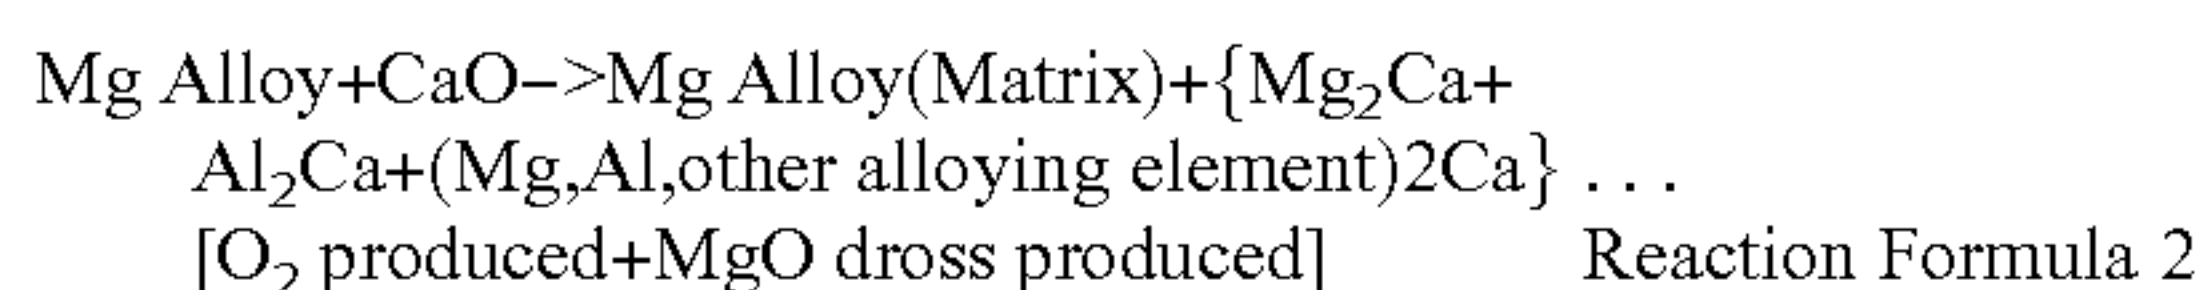 Mg Alloy+CaO–>Mg Alloy(Matrix)+{Mg₂Ca+
Al₂Ca+(Mg,Al,other alloying element)2Ca} . . .
[O₂ produced+MgO dross produced] Reaction Formula 2